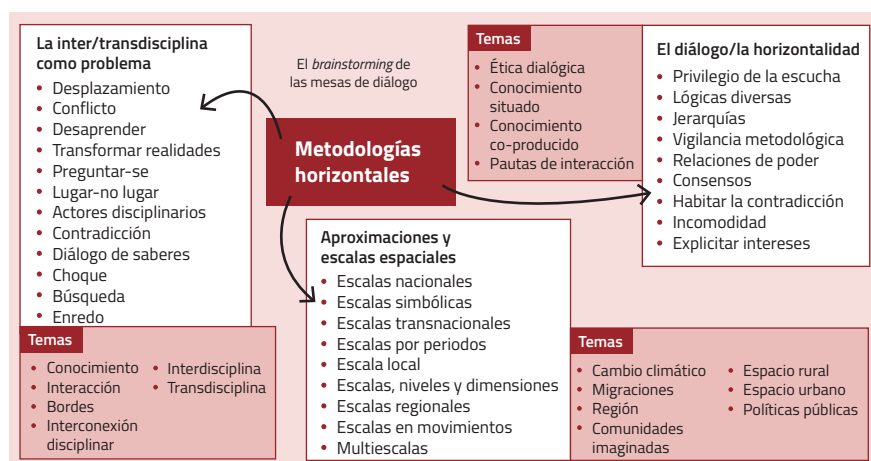 La inter/transdisciplina
como problema
• Desplazamiento
• Conflicto
• Desaprender
• Transformar realidades
• Preguntar-se
• Lugar-no lugar
• Actores disciplinarios
• Contradicción
• Diálogo de saberes
• Choque
• Búsqueda
• Enredo
Temas
• Conocimiento
• Interacción
• Bordes
• Interconexión
disciplinar
• Interdisciplina
• Transdisciplina
El brainstorming de
las mesas de diálogo
Metodologías
horizontales
Aproximaciones y
escalas espaciales
• Escalas nacionales
• Escalas simbólicas
• Escalas transnacionales
• Escalas por periodos
• Escala local
• Escalas, niveles y dimensiones
• Escalas regionales
• Escalas en movimientos
• Multiescalas
Temas
• Ética dialógica
• Conocimiento
situado
• Conocimiento
co-producido
• Pautas de interacción
El diálogo/la horizontalidad
• Privilegio de la escucha
• Lógicas diversas
• Jerarquías
• Vigilancia metodológica
• Relaciones de poder
• Consensos
• Habitar la contradicción
• Incomodidad
• Explicitar intereses
Temas
• Cambio climático
• Migraciones
• Región
• Comunidades
imaginadas
• Espacio rural
• Espacio urbano
• Políticas públicas